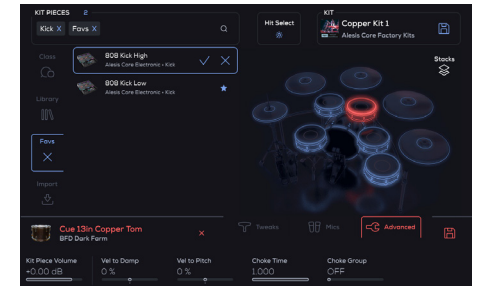 KIT PIECES 2
Kick X Favs X
Hit Select
KIT
Copper Kit 1
Alesis Core Factory Kits
Class
808 Kick High
Alesis Core Electronic • Kick
Stacks
808 Kick Low
Alesis Core Electronic • Kick
Library
Favs
Import
Cue 13in Copper Tom
BFD Dark Farm
Tweaks
Mics
Advanced
Kit Piece Volume
+0.00 dB
Vel to Damp
0 %
Vel to Pitch
0 %
Choke Time
1.000
Choke Group
OFF